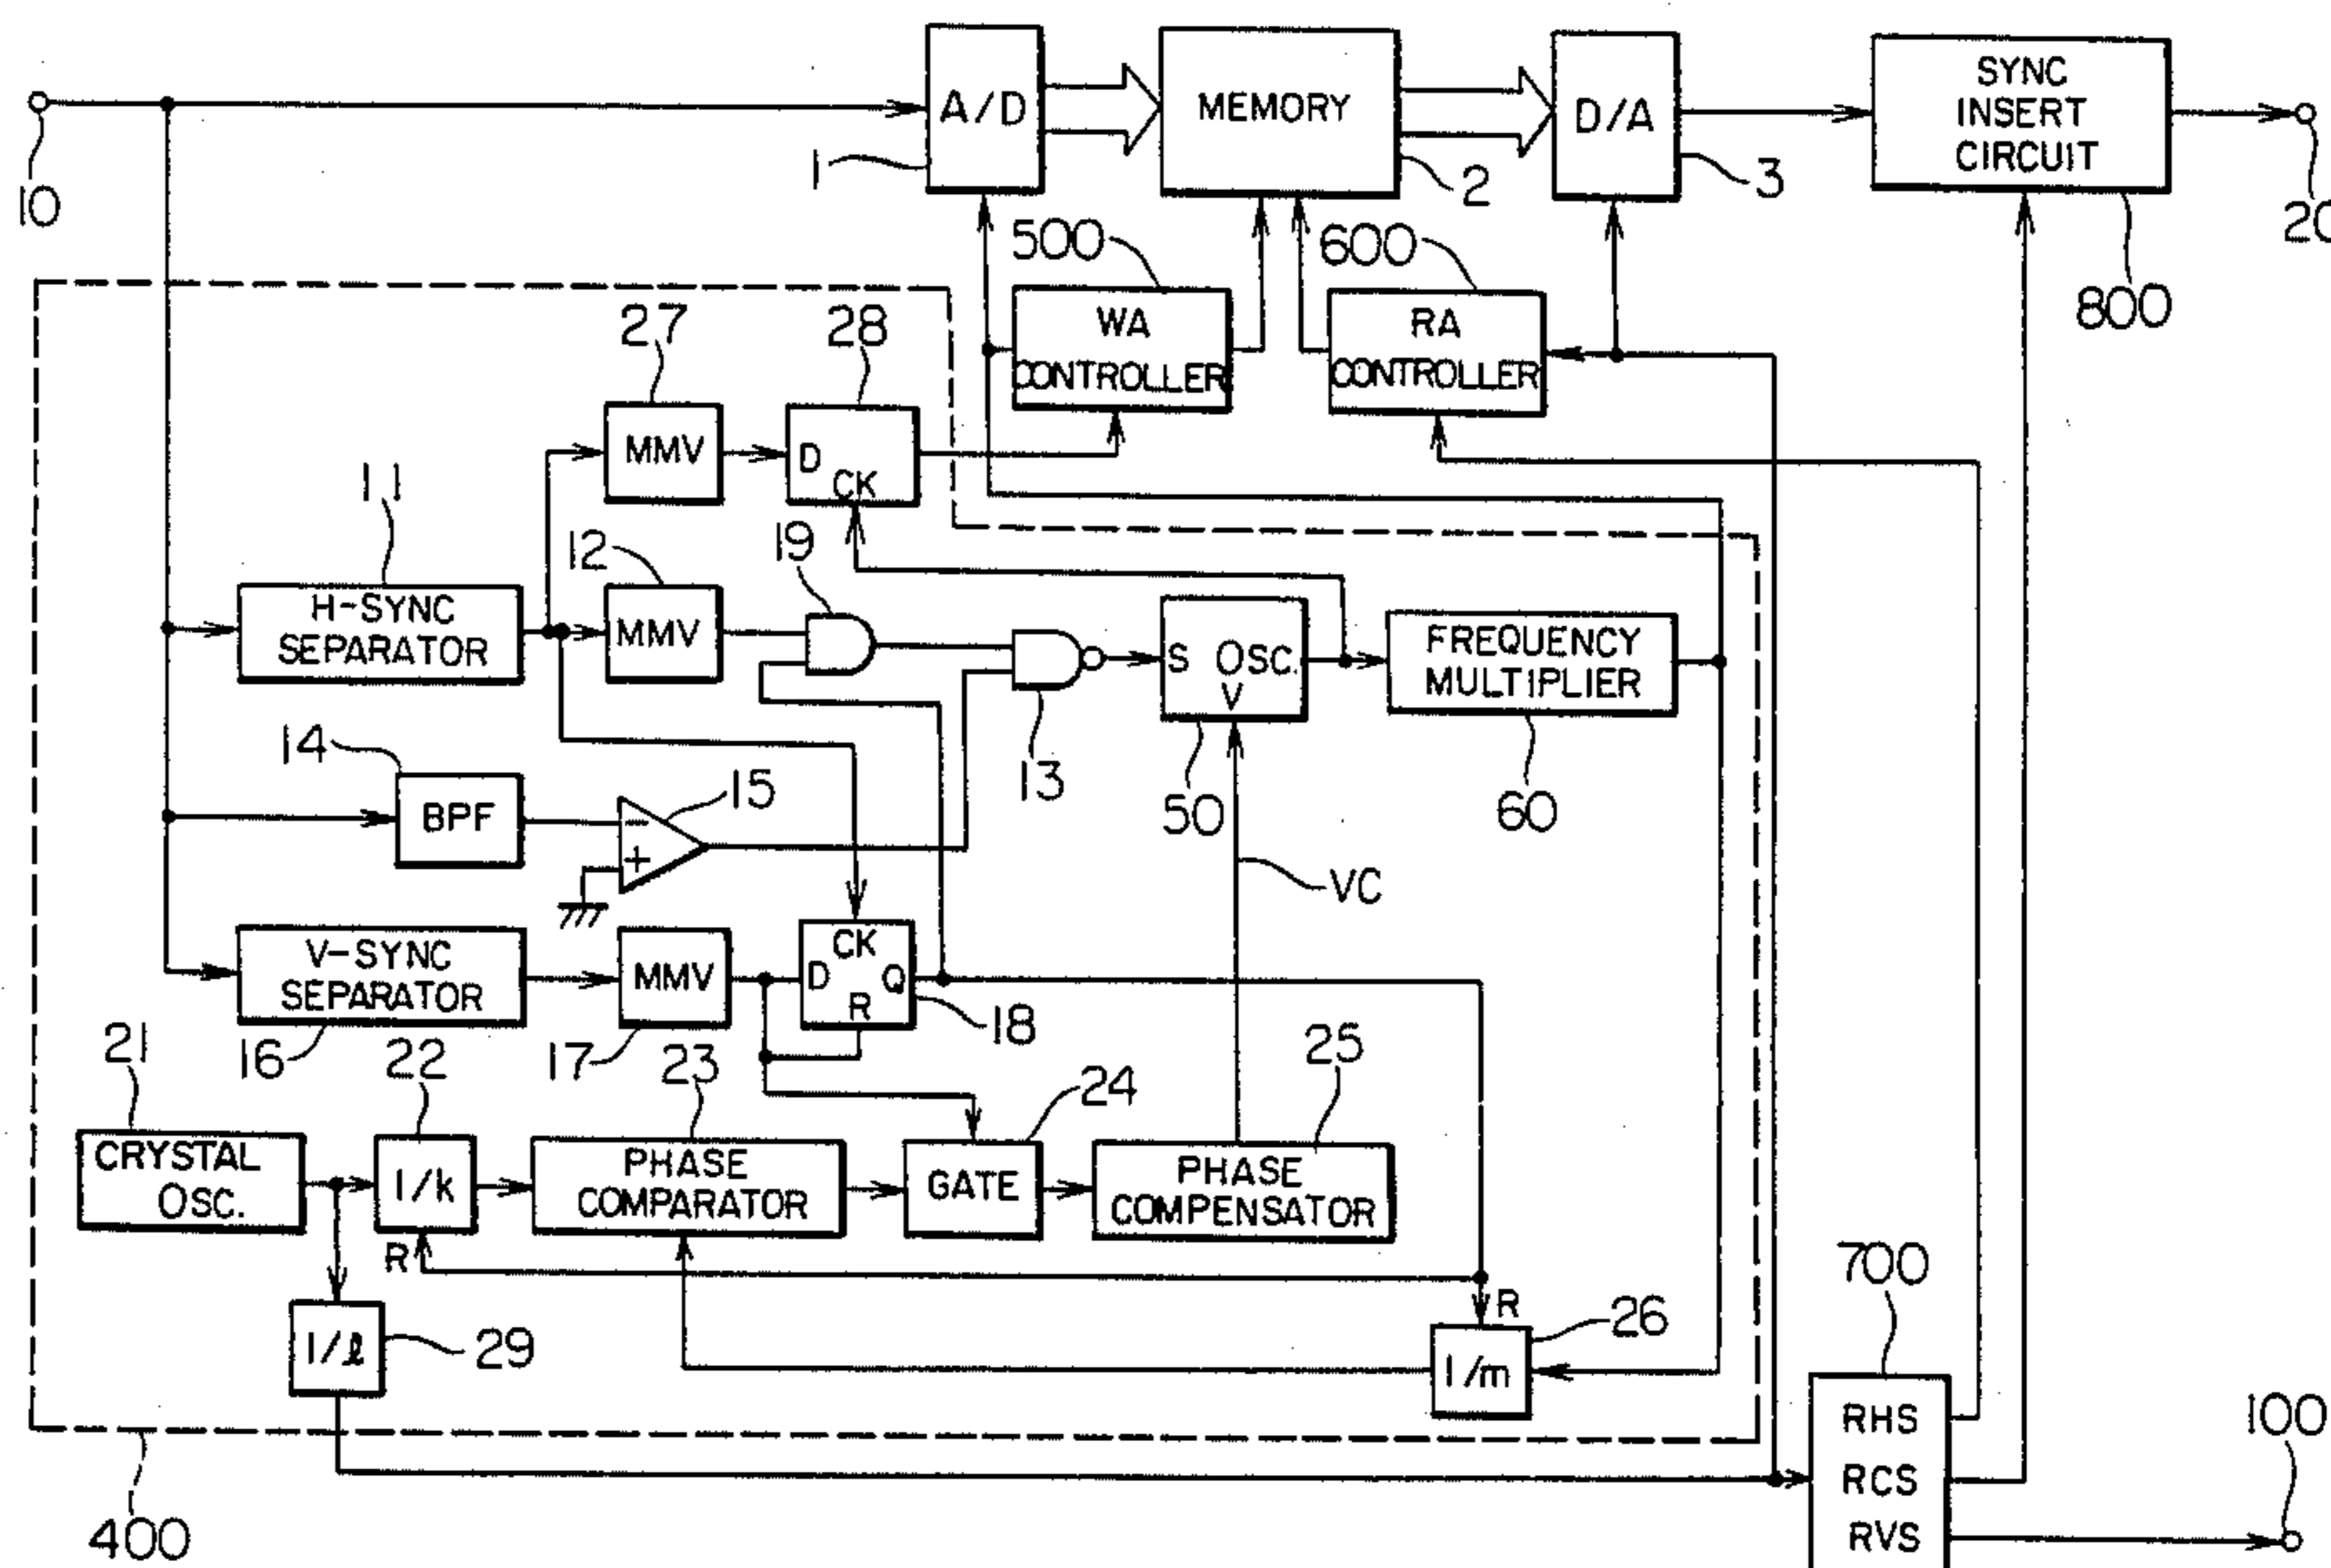 10
A/D
1
MEMORY
2
D/A
3
SYNC
INSERT
CIRCUIT
20
800
500
WA
CONTROLLER
600
RA
CONTROLLER
27
MMV
28
D
CK
11
H-SYNC
SEPARATOR
12
MMV
19
13
S OSC.
V
50
FREQUENCY
MULTIPLIER
60
14
BPF
15
-
+
VC
V-SYNC
SEPARATOR
16
MMV
17
CK
D Q
R
18
21
CRYSTAL
OSC.
22
1/k
R
23
PHASE
COMPARATOR
24
GATE
25
PHASE
COMPENSATOR
1/ℓ
29
R
26
1/m
400
700
RHS
RCS
RVS
100